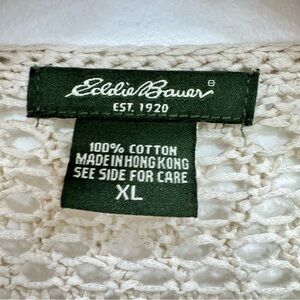 Eddie Bauer®
EST. 1920
100% COTTON
MADE IN HONG KONG
SEE SIDE FOR CARE
XL